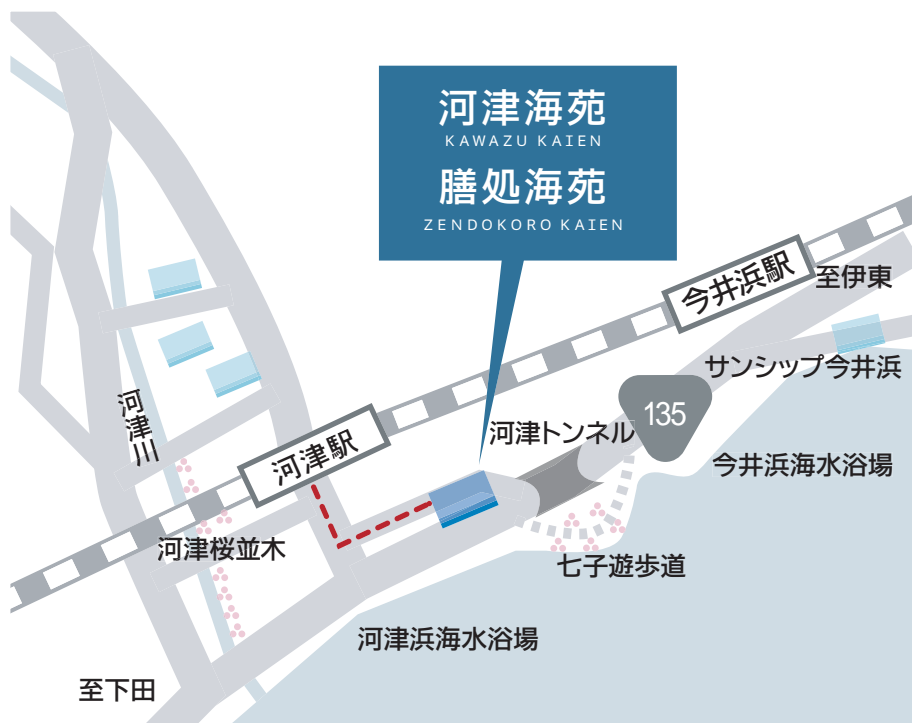 河津海苑
KAWAZU KAIEN
膳処海苑
ZENDOKORO KAIEN
今井浜駅
至伊東
サンシップ今井浜
135
河津トンネル
河津川
河津駅
今井浜海水浴場
河津桜並木
七子遊歩道
河津浜海水浴場
至下田